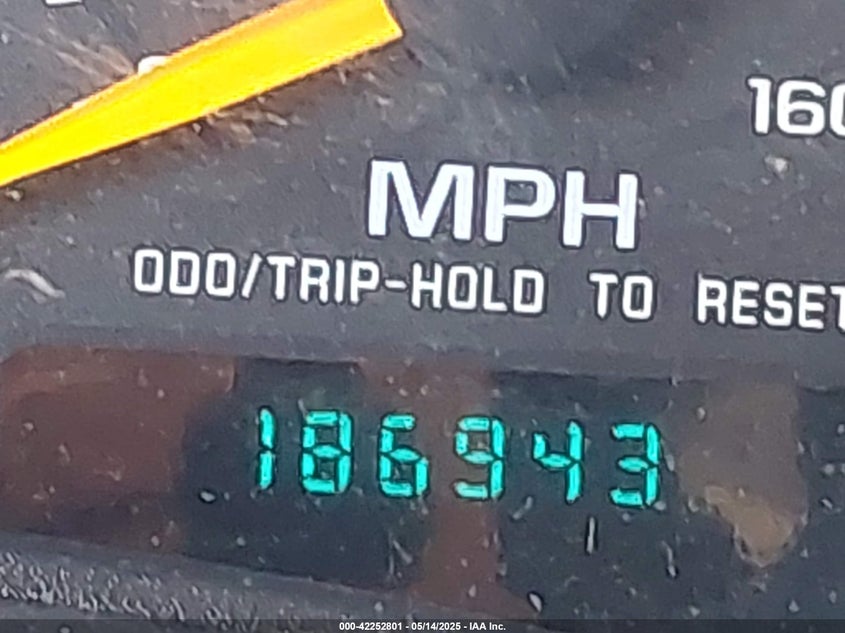 160
MPH
ODO/TRIP-HOLD TO RESET
186943
000-42252801 - 05/14/2025 - IAA Inc.